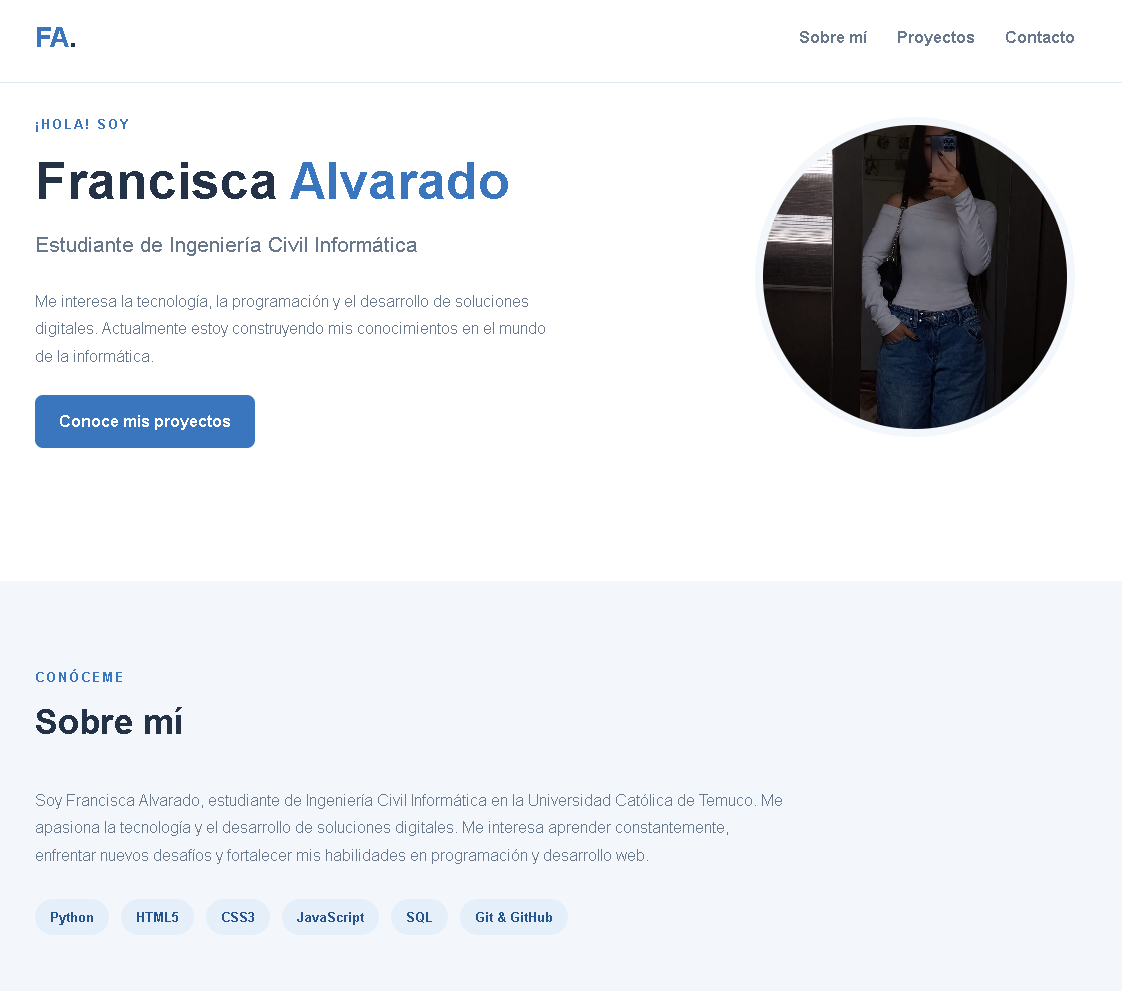 FA.
Sobre mí Proyectos Contacto
¡HOLA! SOY
Francisca Alvarado
Estudiante de Ingeniería Civil Informática
Me interesa la tecnología, la programación y el desarrollo de soluciones
digitales. Actualmente estoy construyendo mis conocimientos en el mundo
de la informática.
Conoce mis proyectos
CONÓCEME
Sobre mí
Soy Francisca Alvarado, estudiante de Ingeniería Civil Informática en la Universidad Católica de Temuco. Me
apasiona la tecnología y el desarrollo de soluciones digitales. Me interesa aprender constantemente,
enfrentar nuevos desafíos y fortalecer mis habilidades en programación y desarrollo web.
Python HTML5 CSS3 JavaScript SQL Git & GitHub